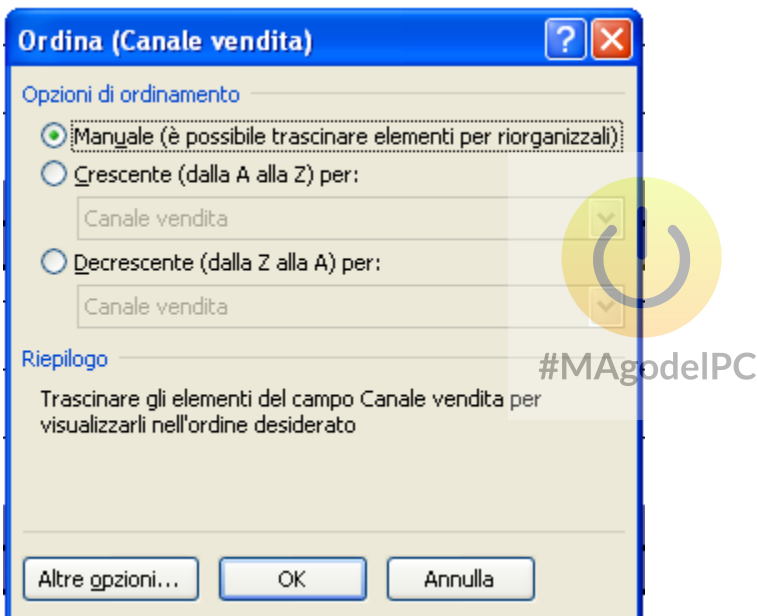 Ordina (Canale vendita)
Opzioni di ordinamento
Manuale (è possibile trascinare elementi per riorganizzali)
Crescente (dalla A alla Z) per:
Canale vendita
Decrescente (dalla Z alla A) per:
Canale vendita
Riepilogo
#MAgodelPC
Trascinare gli elementi del campo Canale vendita per
visualizzarli nell'ordine desiderato
Altre opzioni...
OK
Annulla